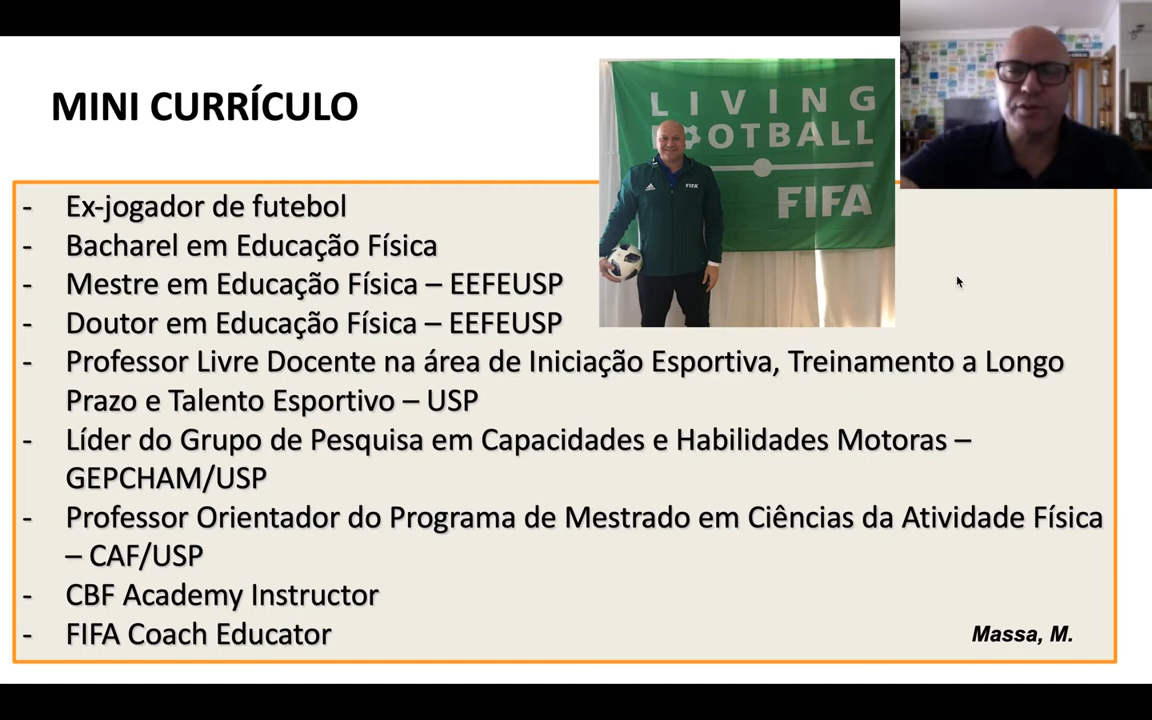 MINI CURRÍCULO
LIVING
FOOTBALL
FIFA
FIFA
- Ex-jogador de futebol
- Bacharel em Educação Física
- Mestre em Educação Física – EEFEUSP
- Doutor em Educação Física – EEFEUSP
- Professor Livre Docente na área de Iniciação Esportiva, Treinamento a Longo
Prazo e Talento Esportivo – USP
- Líder do Grupo de Pesquisa em Capacidades e Habilidades Motoras –
GEPCHAM/USP
- Professor Orientador do Programa de Mestrado em Ciências da Atividade Física
– CAF/USP
- CBF Academy Instructor
- FIFA Coach Educator
Massa, M.